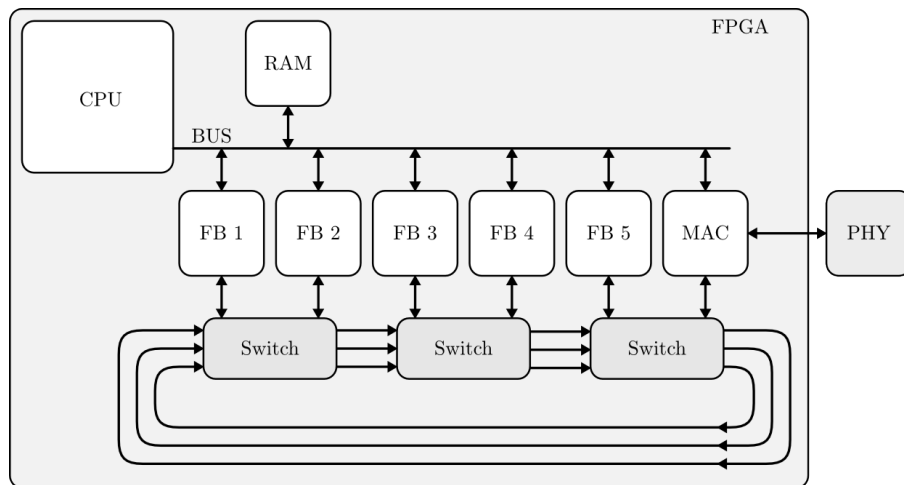 FPGA
RAM
CPU
BUS
FB 1
FB 2
FB 3
FB 4
FB 5
MAC
PHY
Switch
Switch
Switch